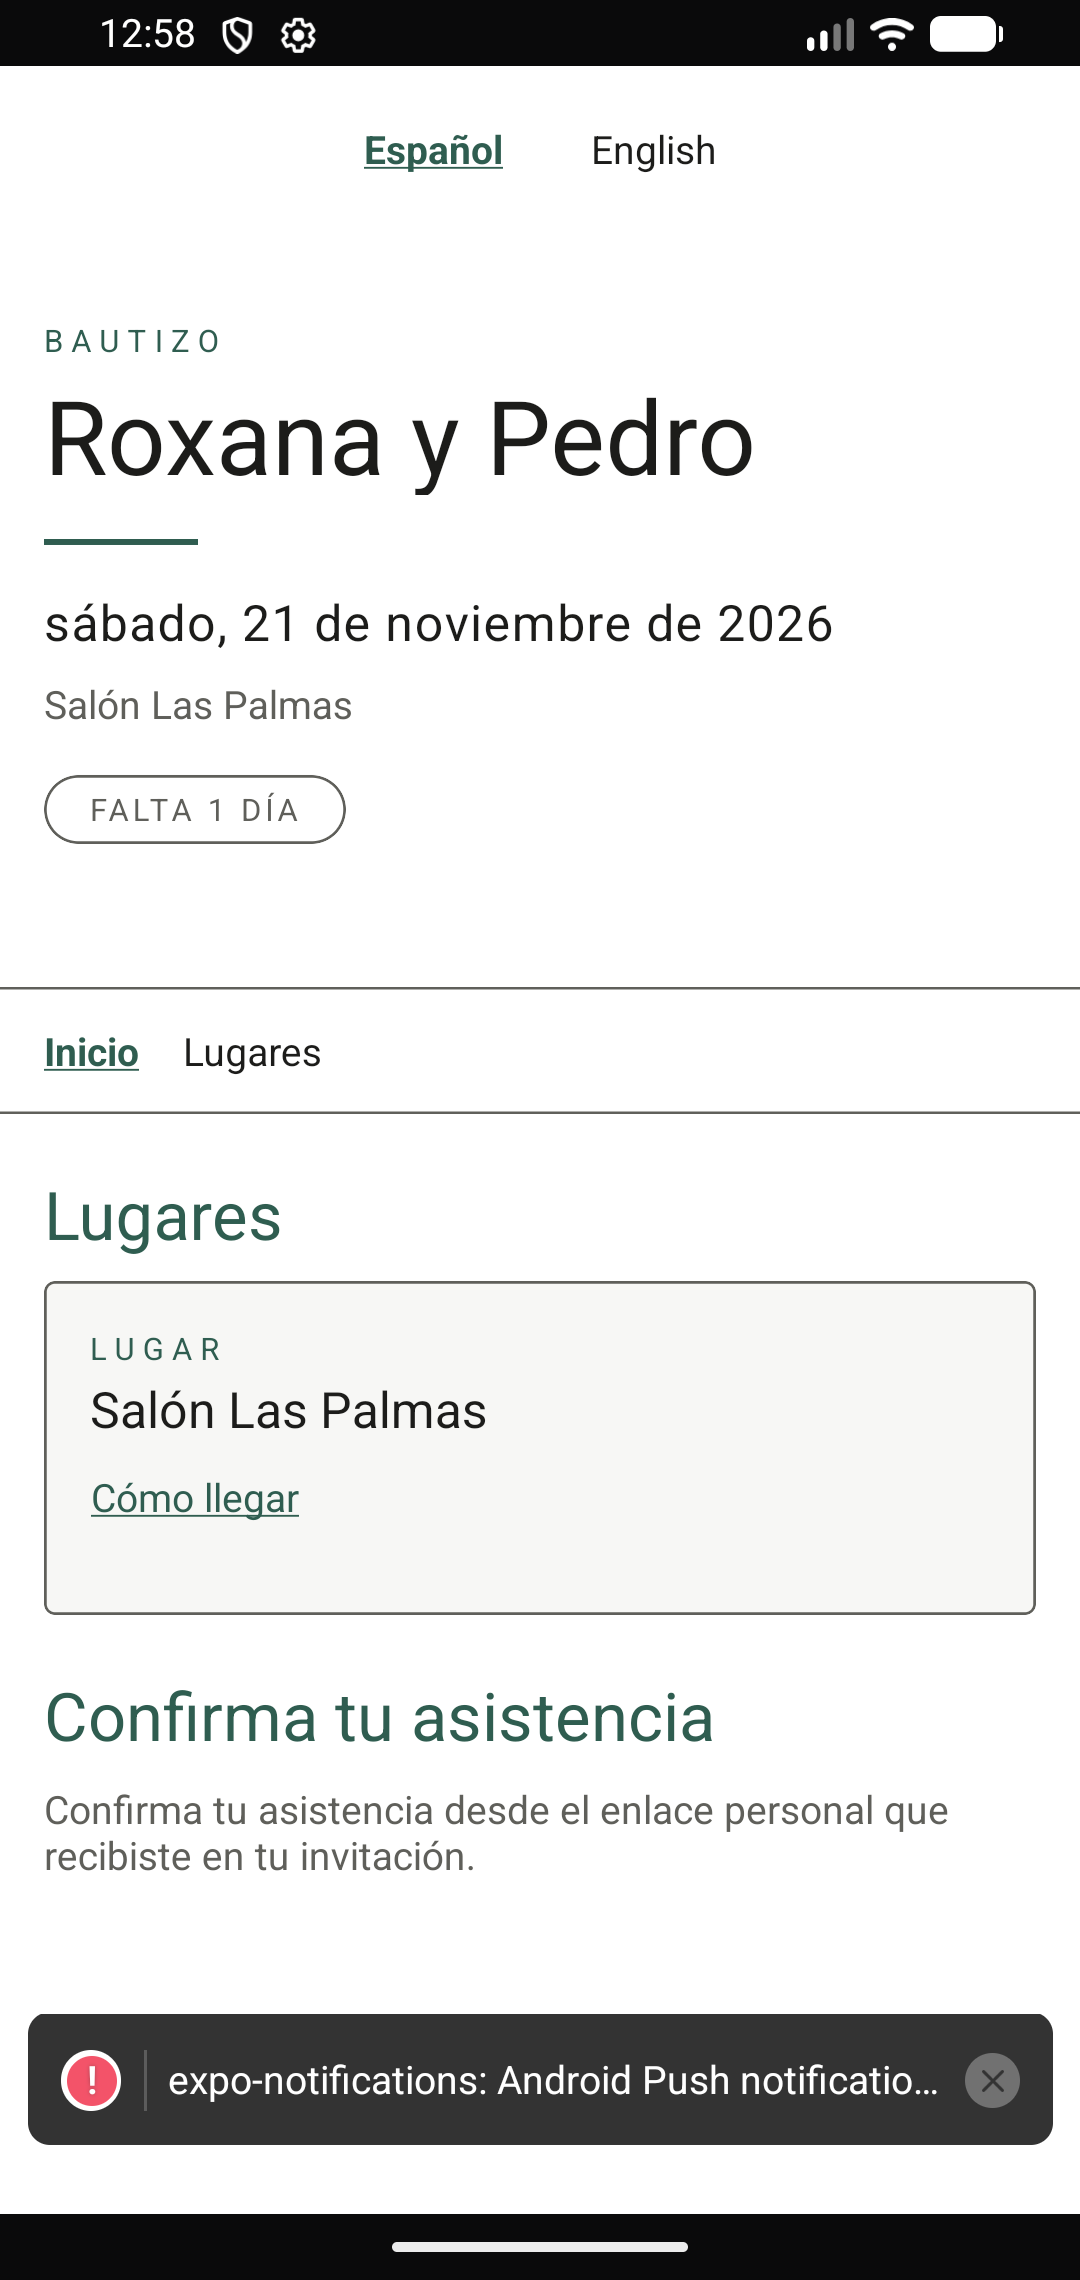 12:58
Español English
BAUTIZO
Roxana y Pedro
sábado, 21 de noviembre de 2026
Salón Las Palmas
FALTA 1 DÍA
Inicio Lugares
Lugares
LUGAR
Salón Las Palmas
Cómo llegar
Confirma tu asistencia
Confirma tu asistencia desde el enlace personal que
recibiste en tu invitación.
! expo-notifications: Android Push notificatio...